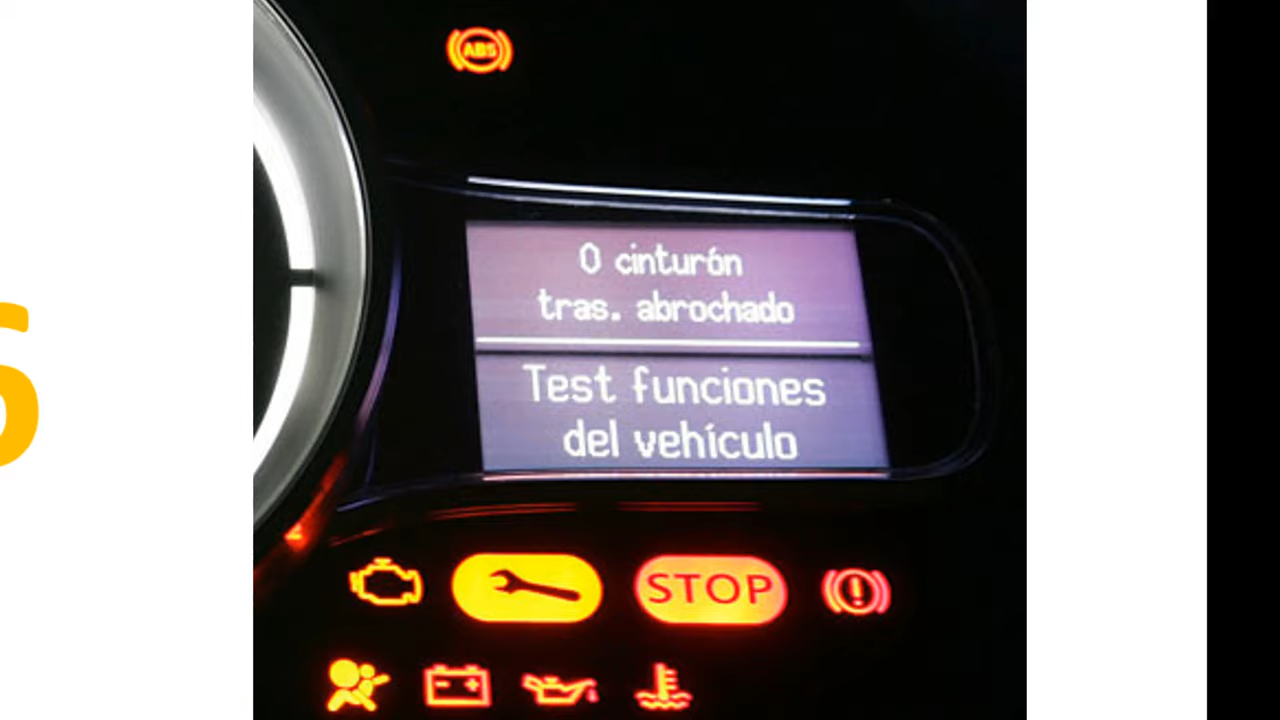 ABS
0 cinturón
tras. abrochado
Test funciones
del vehículo
STOP